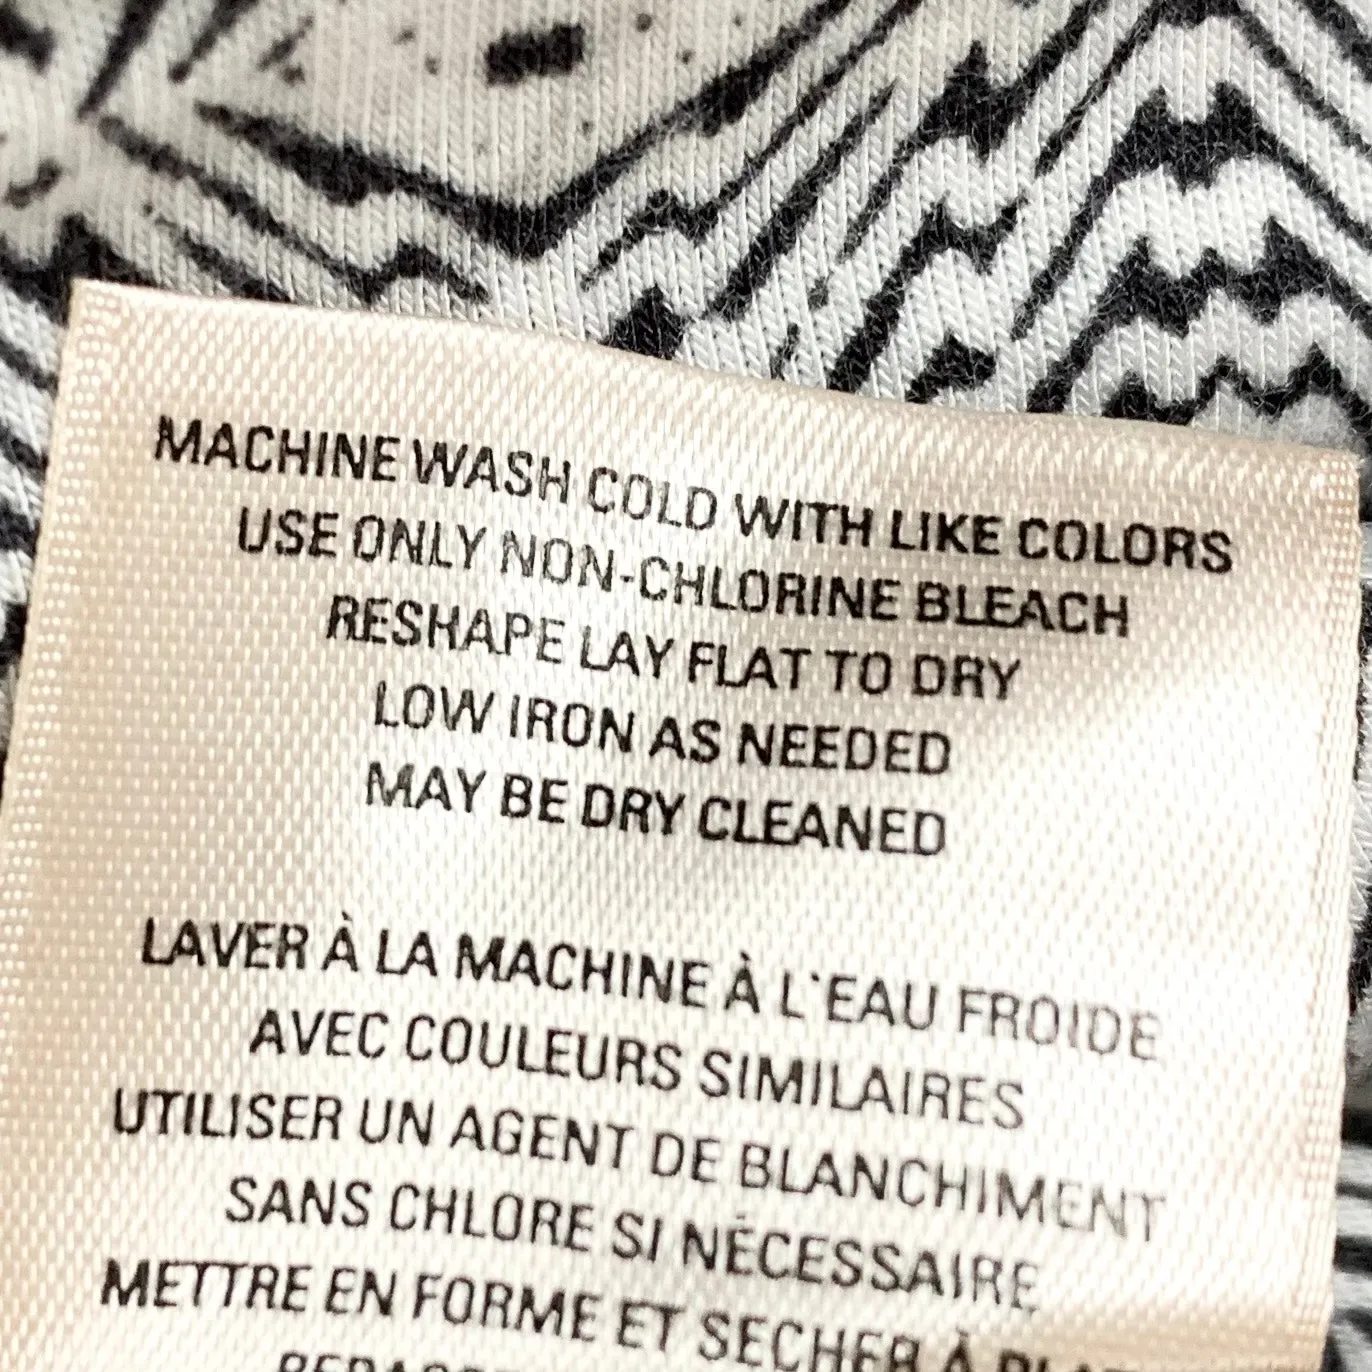 MACHINE WASH COLD WITH LIKE COLORS
USE ONLY NON-CHLORINE BLEACH
RESHAPE LAY FLAT TO DRY
LOW IRON AS NEEDED
MAY BE DRY CLEANED
LAVER À LA MACHINE À L'EAU FROIDE
AVEC COULEURS SIMILAIRES
UTILISER UN AGENT DE BLANCHIMENT
SANS CHLORE SI NÉCESSAIRE
METTRE EN FORME ET SECHER À